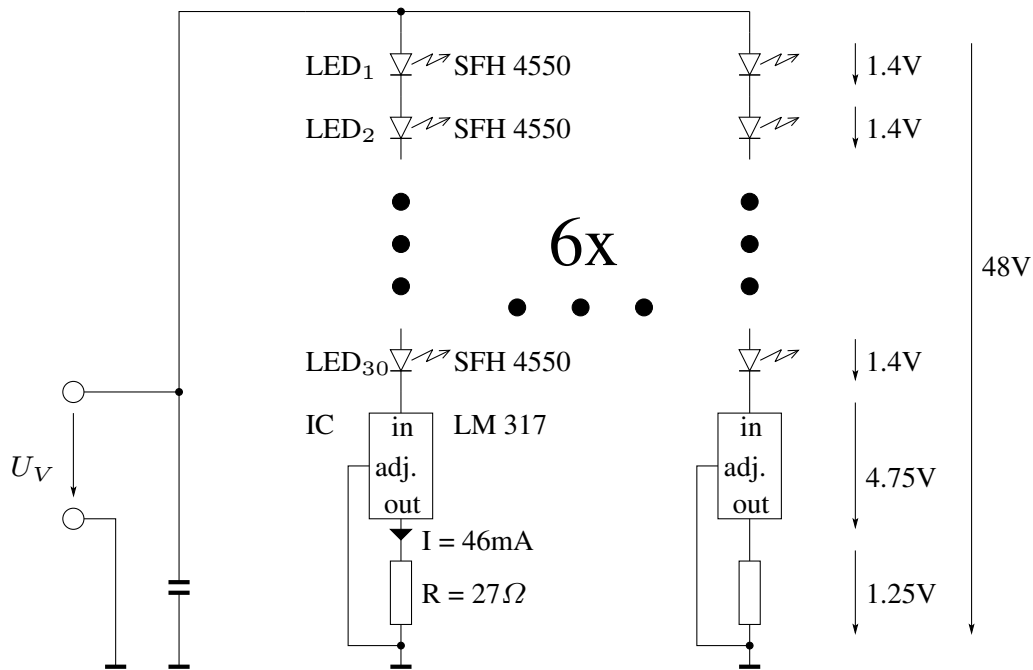 LED₁ SFH 4550 1.4V
LED₂ SFH 4550 1.4V
6x
48V
LED₃₀ SFH 4550 1.4V
IC in LM 317 in
U_V adj. adj. 4.75V
out out
I = 46mA
R = 27Ω 1.25V